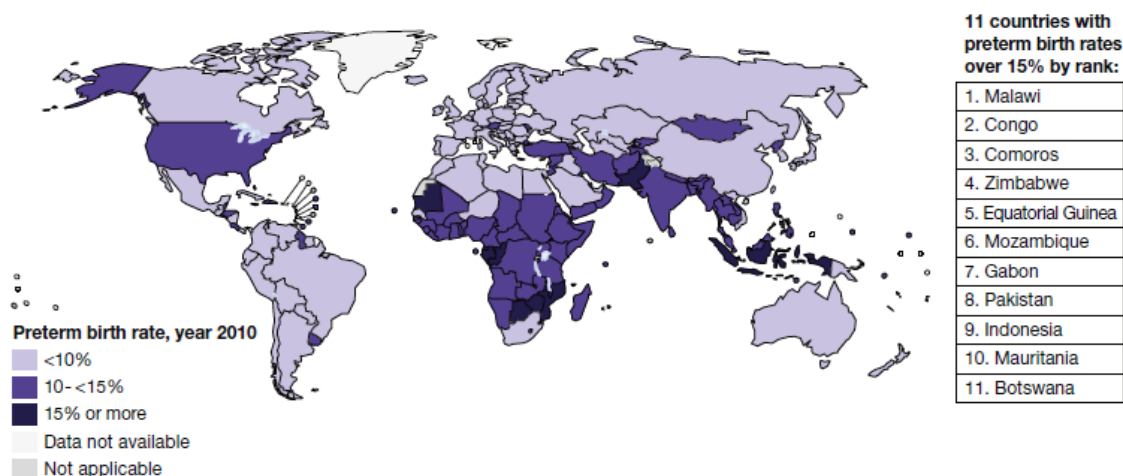 11 countries with
preterm birth rates
over 15% by rank:
1. Malawi
2. Congo
3. Comoros
4. Zimbabwe
5. Equatorial Guinea
6. Mozambique
7. Gabon
8. Pakistan
9. Indonesia
10. Mauritania
11. Botswana
Preterm birth rate, year 2010
<10%
10-<15%
15% or more
Data not available
Not applicable